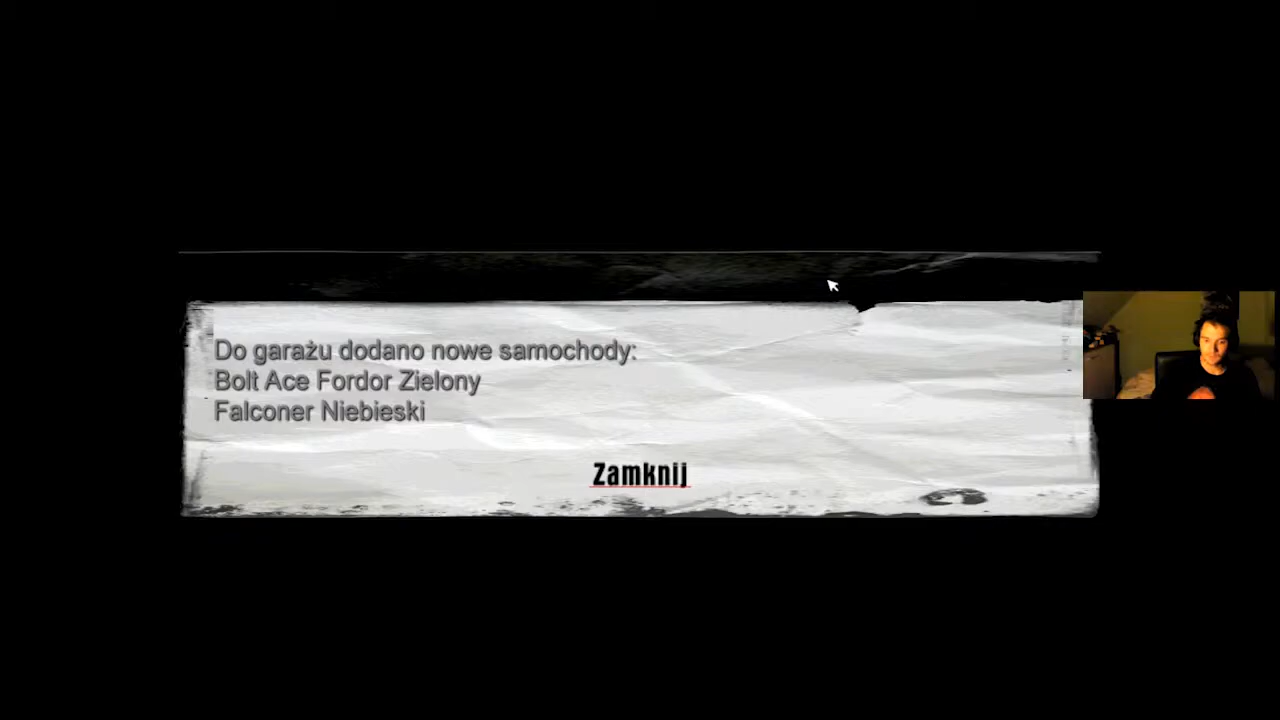 Do garażu dodano nowe samochody:
Bolt Ace Fordor Zielony
Falconer Niebieski
Zamknij